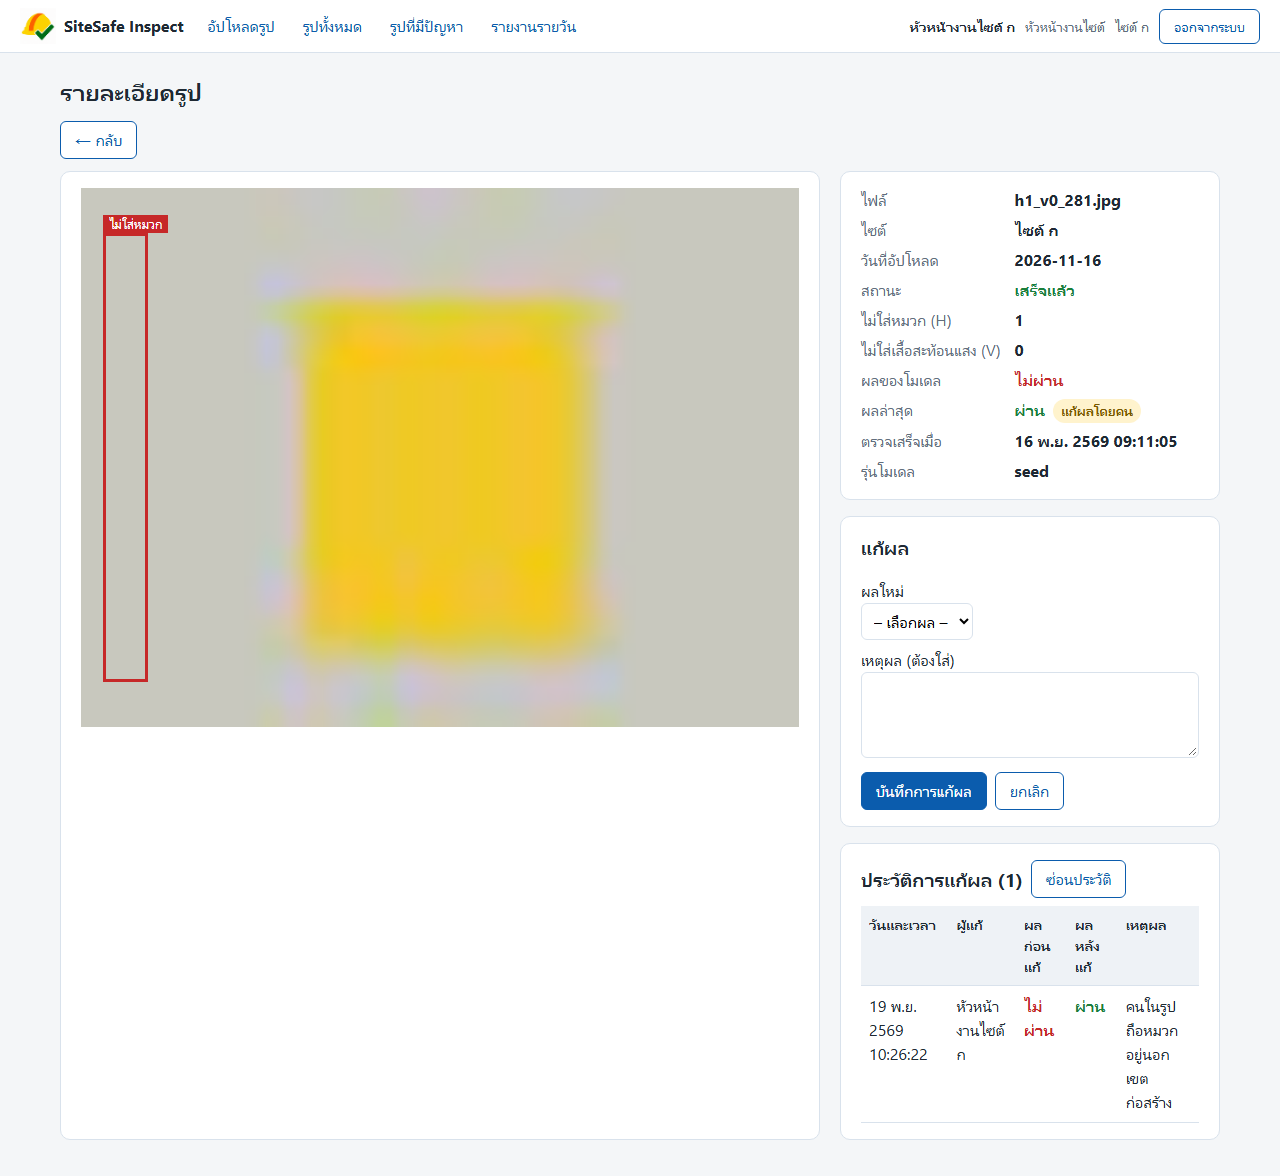 SiteSafe Inspect
อัปโหลดรูป
รูปทั้งหมด
รูปที่มีปัญหา
รายงานรายวัน
หัวหน้างานไซต์ ก
หัวหน้างานไซต์
ไซต์ ก
ออกจากระบบ
รายละเอียดรูป
← กลับ
ไม่ใส่หมวก
ไฟล์ h1_v0_281.jpg
ไซต์ ไซต์ ก
วันที่อัปโหลด 2026-11-16
สถานะ เสร็จแล้ว
ไม่ใส่หมวก (H) 1
ไม่ใส่เสื้อสะท้อนแสง (V) 0
ผลของโมเดล ไม่ผ่าน
ผลล่าสุด ผ่าน แก้ผลโดยคน
ตรวจเสร็จเมื่อ 16 พ.ย. 2569 09:11:05
รุ่นโมเดล seed
แก้ผล
ผลใหม่
– เลือกผล –
เหตุผล (ต้องใส่)
บันทึกการแก้ผล ยกเลิก
ประวัติการแก้ผล (1) ซ่อนประวัติ
วันและเวลา ผู้แก้ ผล ผล เหตุผล
ก่อน หลัง
แก้ แก้
19 พ.ย. หัวหน้า ไม่ ผ่าน คนในรูป
2569 งานไซต์ ผ่าน ถือหมวก
10:26:22 ก อยู่นอก
เขต
ก่อสร้าง